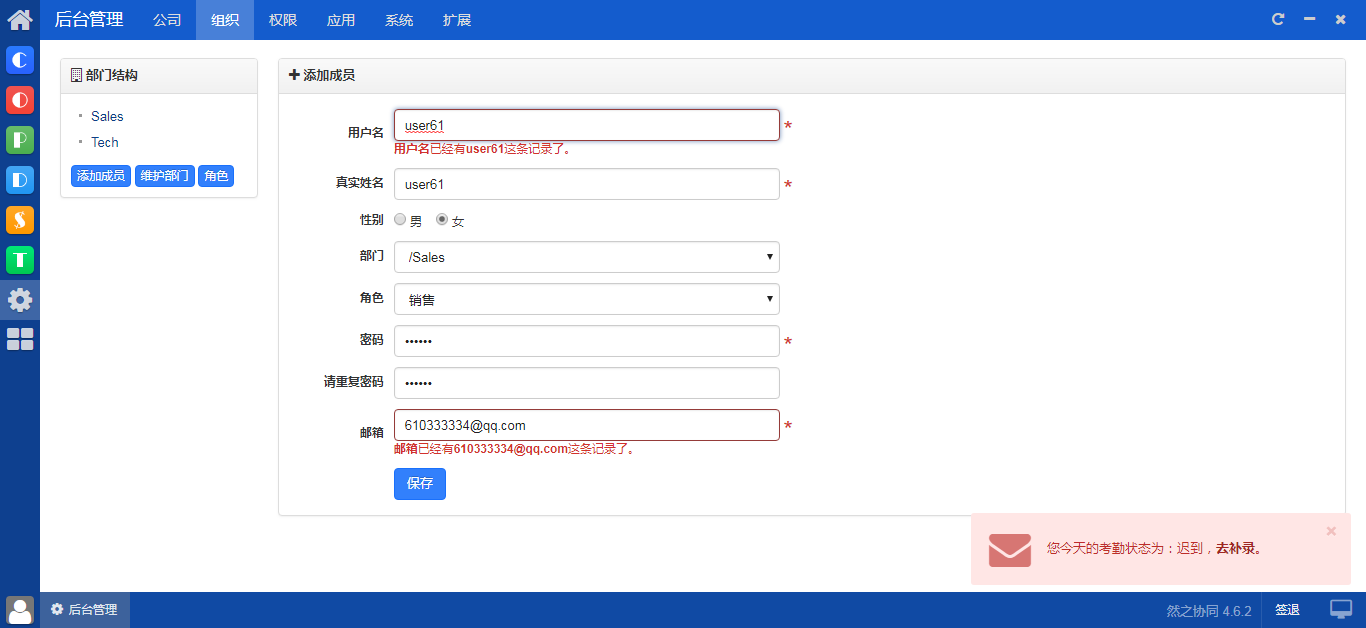 后台管理 公司 组织 权限 应用 系统 扩展
部门结构
Sales
Tech
添加成员 维护部门 角色
添加成员
用户名 user61 *
用户名已经有user61这条记录了。
真实姓名 user61 *
性别 男 女
部门 /Sales
角色 销售
密码 •••••• *
请重复密码 ••••••
邮箱 610333334@qq.com *
邮箱已经有610333334@qq.com这条记录了。
保存
您今天的考勤状态为：迟到，去补录。
后台管理 然之协同 4.6.2 签退